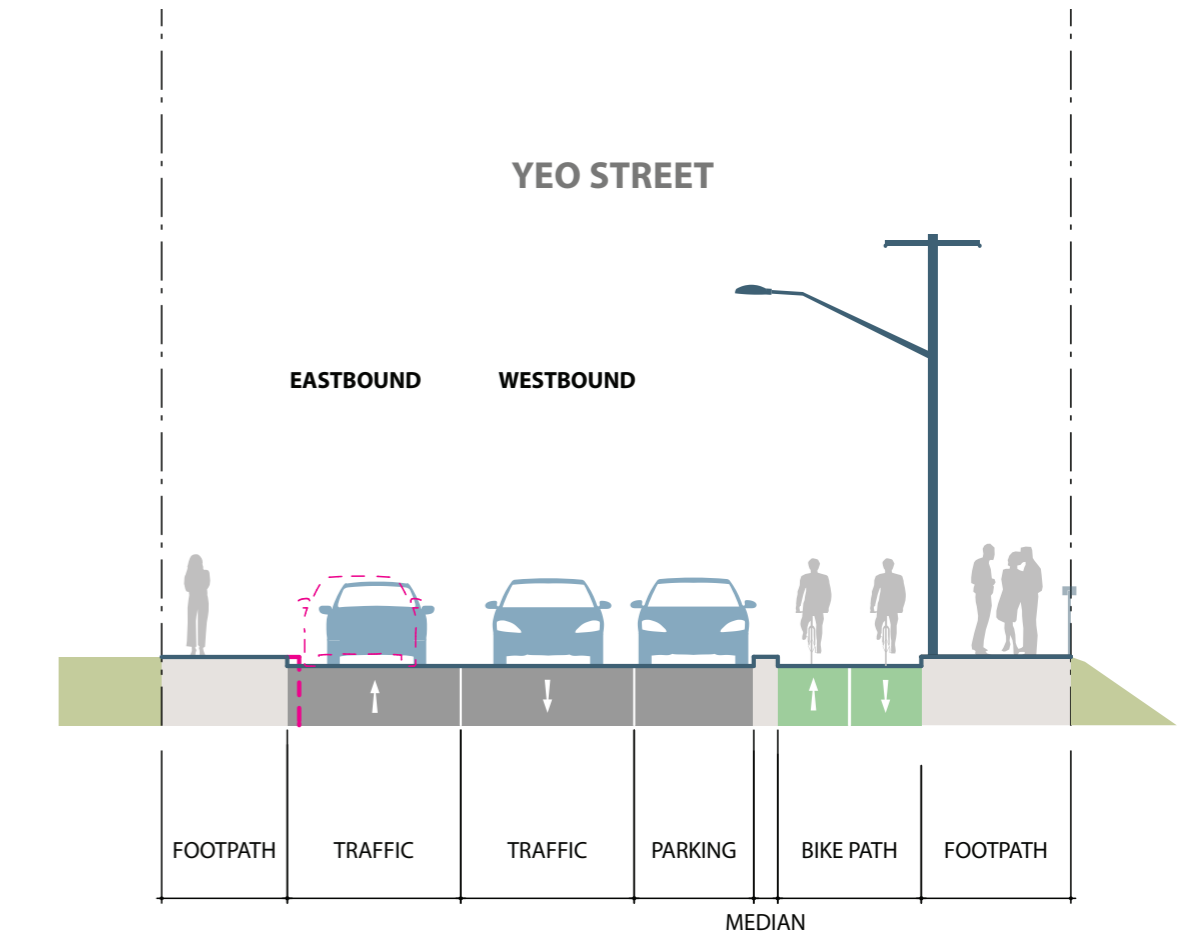 YEO STREET
EASTBOUND WESTBOUND
FOOTPATH TRAFFIC TRAFFIC PARKING BIKE PATH FOOTPATH
MEDIAN